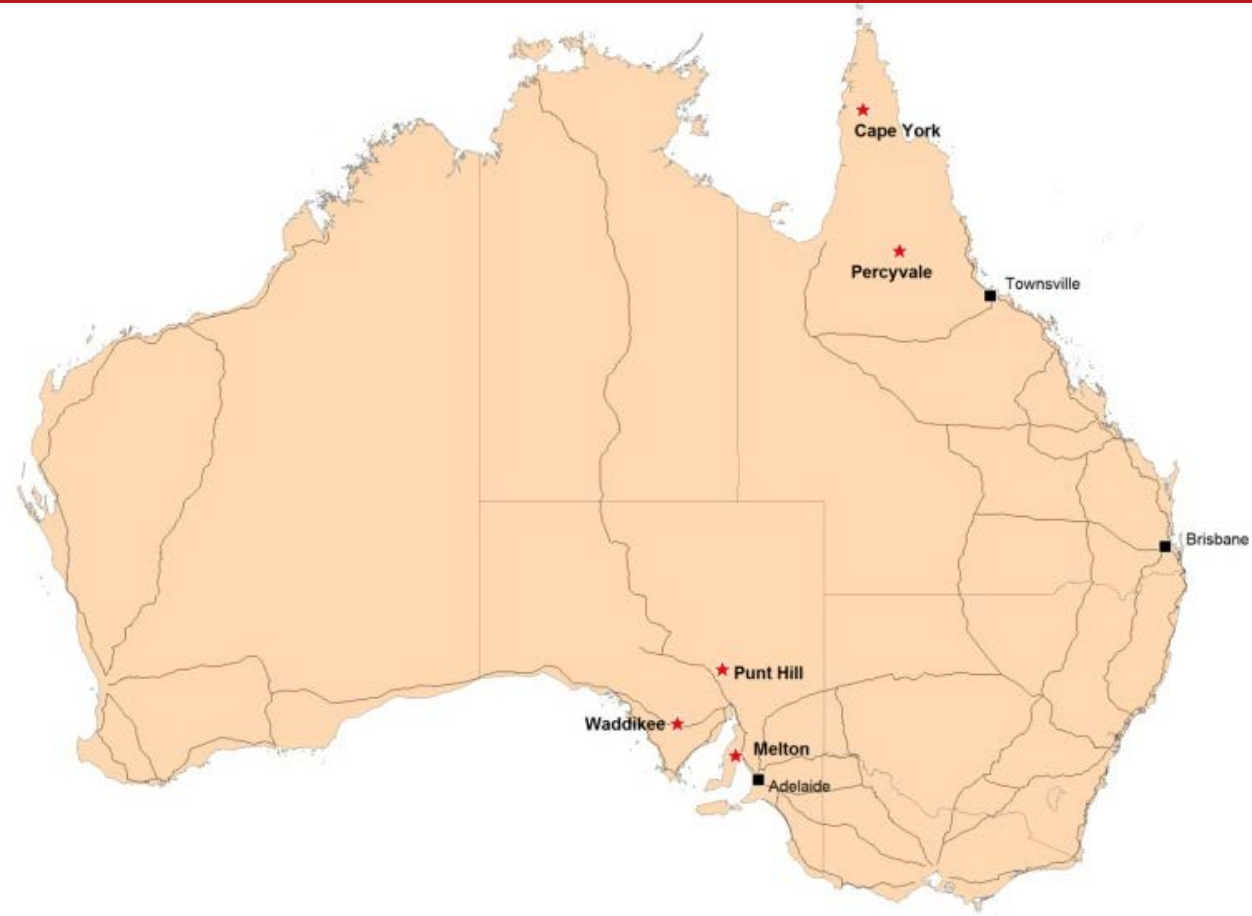 Cape York
Percyvale
Townsville
Brisbane
Punt Hill
Waddikee
Melton
Adelaide